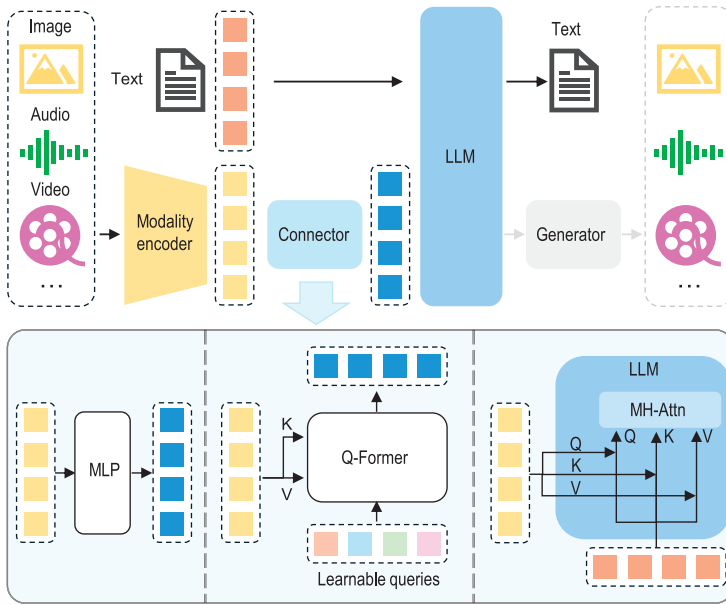 Image
Text
Audio
Video
...
Modality
encoder
Connector
LLM
Text
Generator
...
MLP
K
V
Q-Former
Learnable queries
LLM
MH-Attn
Q
K
V
Q
K
V